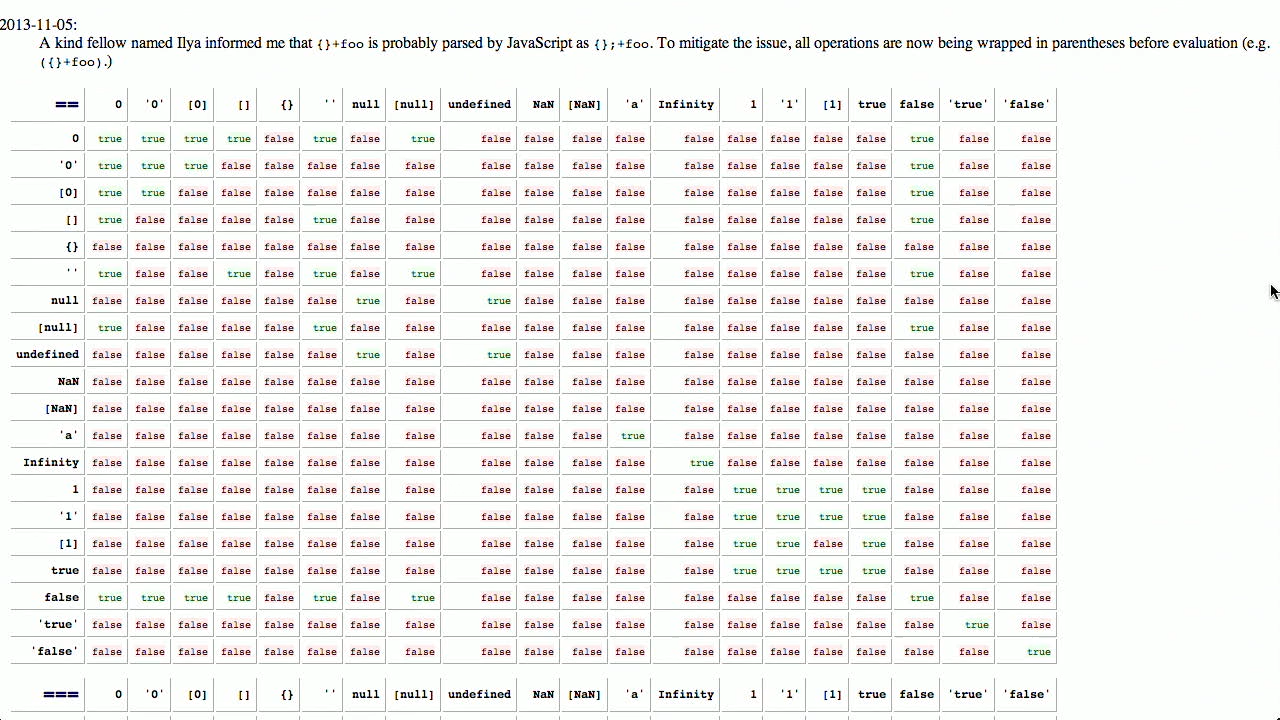 2013-11-05:
A kind fellow named Ilya informed me that {}+foo is probably parsed by JavaScript as {};+foo. To mitigate the issue, all operations are now being wrapped in parentheses before evaluation (e.g.
({}+foo).)
== 0 '0' [0] [] {} '' null [null] undefined NaN [NaN] 'a' Infinity 1 '1' [1] true false 'true' 'false'
0 true true true true false true false true false false false false false false false false false true false false
'0' true true true false false false false false false false false false false false false false false true false false
[0] true true false false false false false false false false false false false false false false false true false false
[] true false false false false true false false false false false false false false false false false true false false
{} false false false false false false false false false false false false false false false false false false false false
'' true false false true false true false true false false false false false false false false false true false false
null false false false false false false true false true false false false false false false false false false false false
[null] true false false false false true false false false false false false false false false false false true false false
undefined false false false false false false true false true false false false false false false false false false false false
NaN false false false false false false false false false false false false false false false false false false false false
[NaN] false false false false false false false false false false false false false false false false false false false false
'a' false false false false false false false false false false false true false false false false false false false false
Infinity false false false false false false false false false false false false true false false false false false false false
1 false false false false false false false false false false false false false true true true true false false false
'1' false false false false false false false false false false false false false true true true true false false false
[1] false false false false false false false false false false false false false true true false true false false false
true false false false false false false false false false false false false false true true true true false false false
false true true true true false true false true false false false false false false false false false true false false
'true' false false false false false false false false false false false false false false false false false false true false
'false' false false false false false false false false false false false false false false false false false false false true
=== 0 '0' [0] [] {} '' null [null] undefined NaN [NaN] 'a' Infinity 1 '1' [1] true false 'true' 'false'